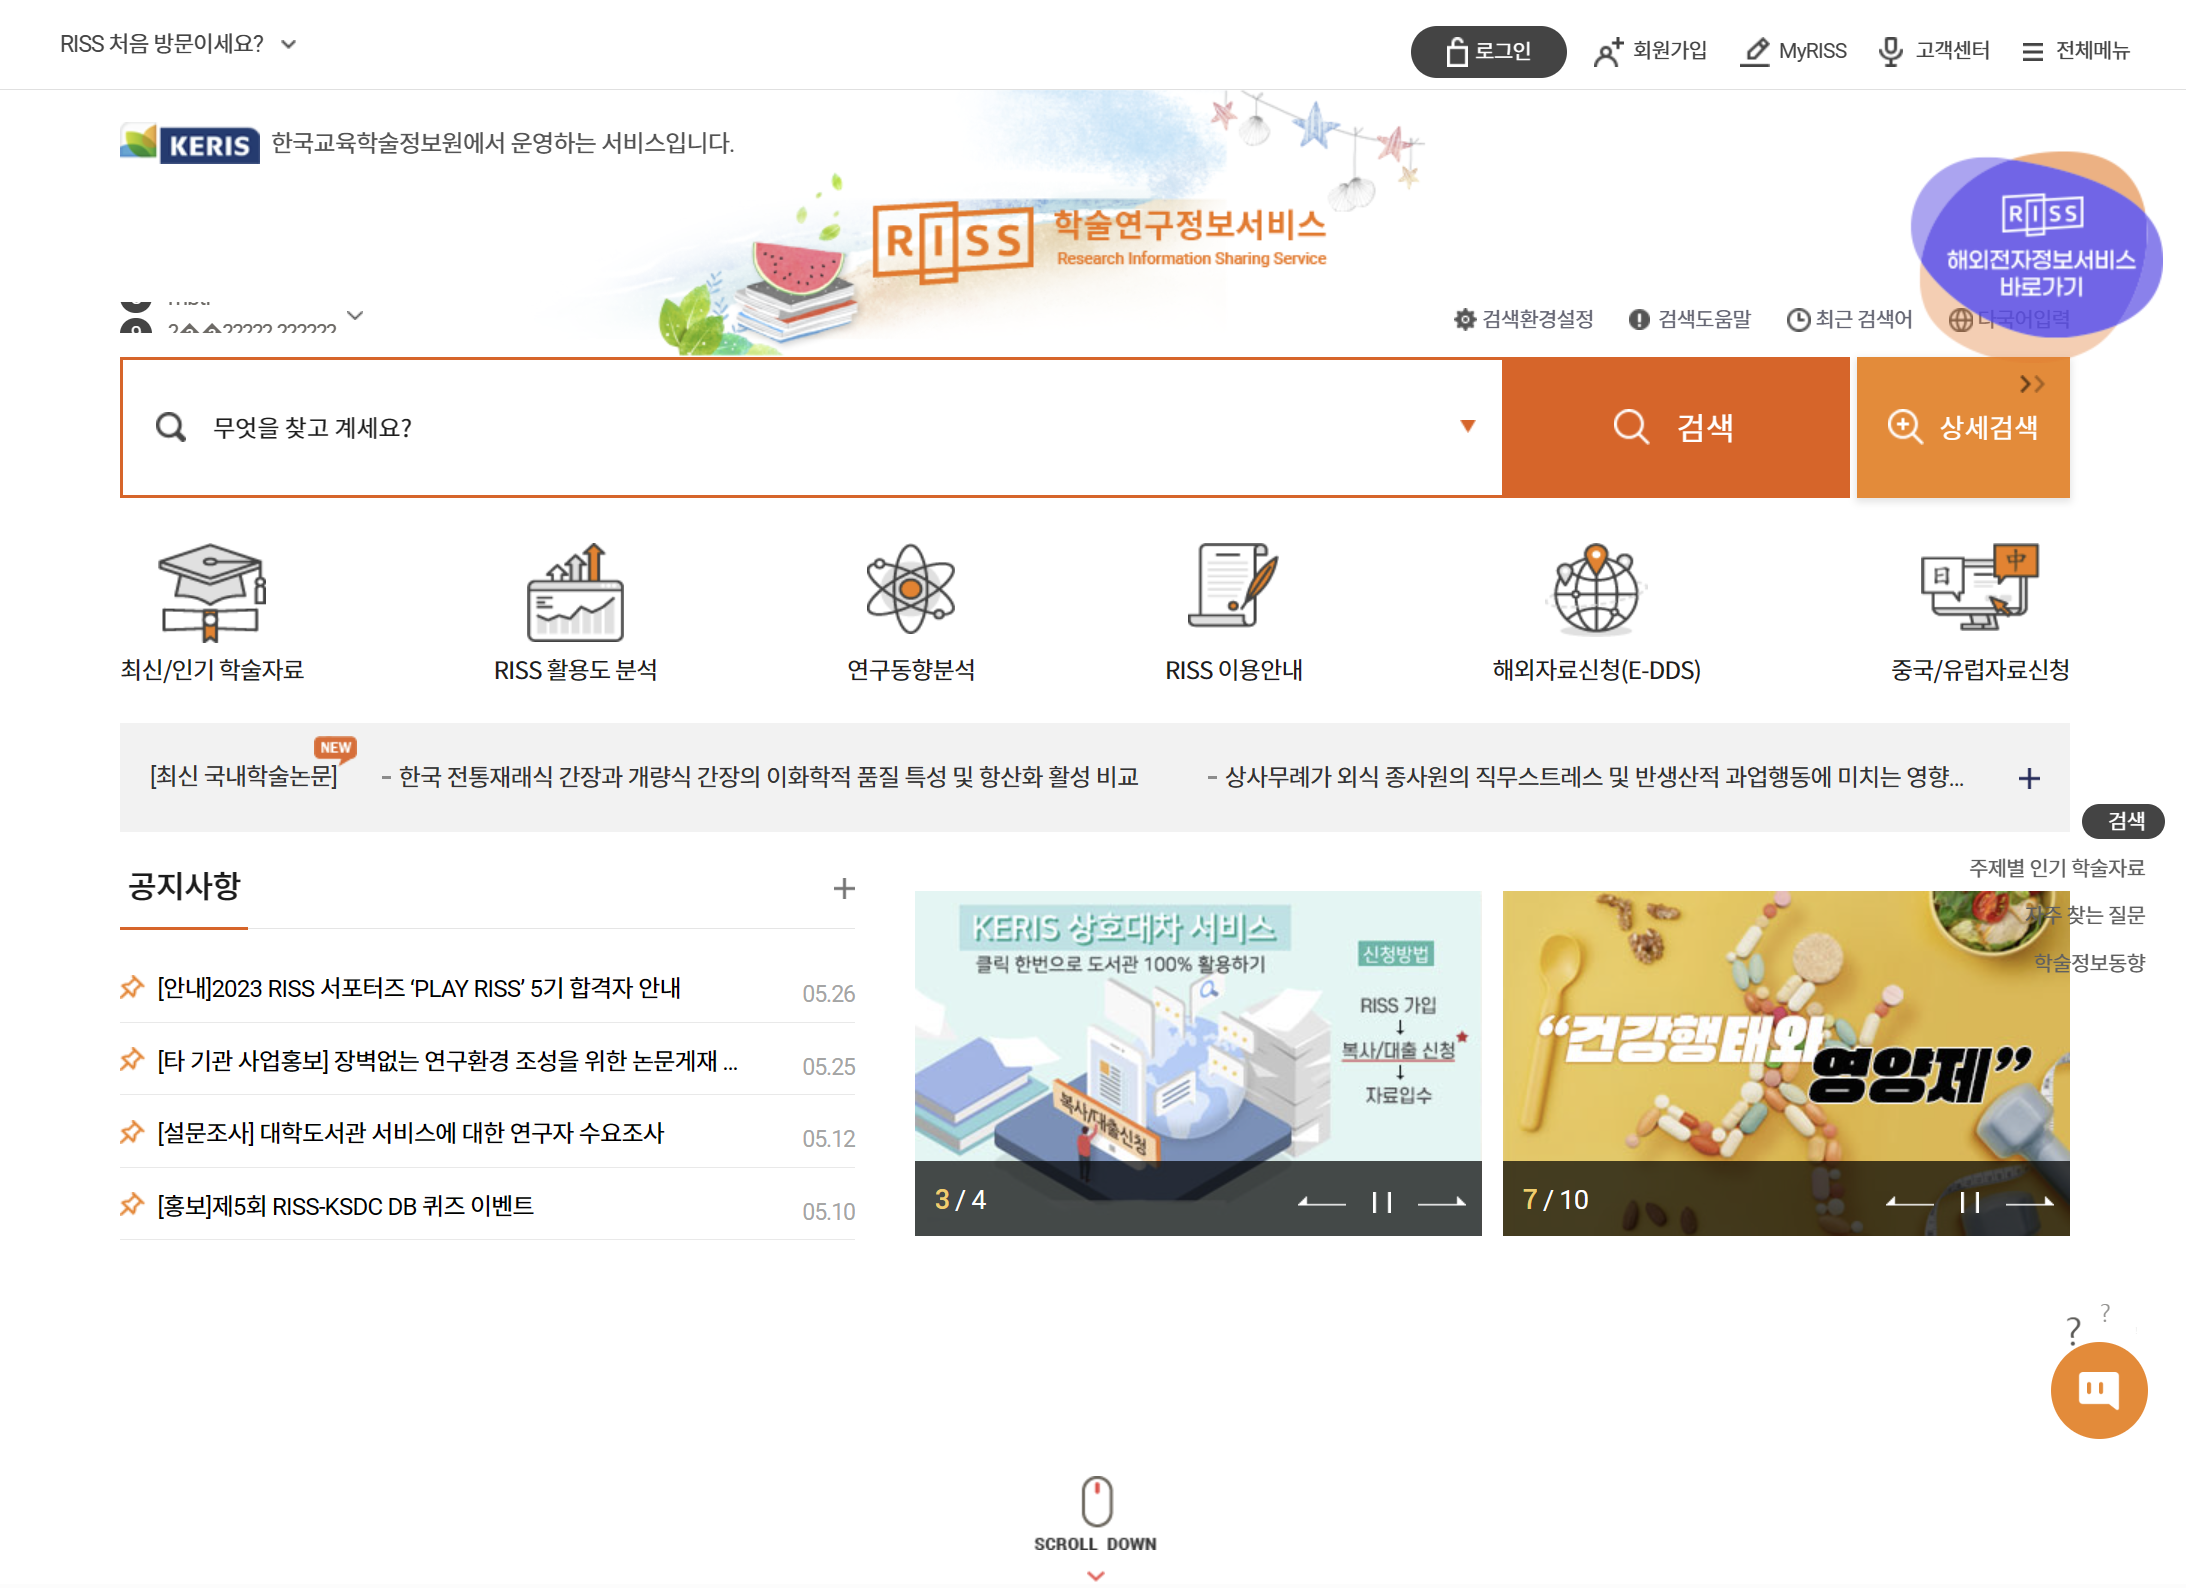 RISS 처음 방문이세요?
로그인
회원가입
MyRISS
고객센터
전체메뉴
KERIS 한국교육학술정보원에서 운영하는 서비스입니다.
RISS 학술연구정보서비스
Research Information Sharing Service
RISS
해외전자정보서비스
바로가기
검색환경설정
검색도움말
최근 검색어
다국어입력
무엇을 찾고 계세요?
검색
상세검색
日
中
최신/인기 학술자료
RISS 활용도 분석
연구동향분석
RISS 이용안내
해외자료신청(E-DDS)
중국/유럽자료신청
NEW
[최신 국내학술논문]
- 한국 전통재래식 간장과 개량식 간장의 이화학적 품질 특성 및 항산화 활성 비교
- 상사무례가 외식 종사원의 직무스트레스 및 반생산적 과업행동에 미치는 영향...
검색
주제별 인기 학술자료
자주 찾는 질문
학술정보동향
공지사항
[안내]2023 RISS 서포터즈 ‘PLAY RISS’ 5기 합격자 안내
05.26
[타 기관 사업홍보] 장벽없는 연구환경 조성을 위한 논문게재 ...
05.25
[설문조사] 대학도서관 서비스에 대한 연구자 수요조사
05.12
[홍보]제5회 RISS-KSDC DB 퀴즈 이벤트
05.10
KERIS 상호대차 서비스
클릭 한번으로 도서관 100% 활용하기
신청방법
RISS 가입
↓
복사/대출 신청
↓
자료입수
복사/대출신청
3 / 4
“건강행태와
영양제”
7 / 10
? ?
SCROLL DOWN